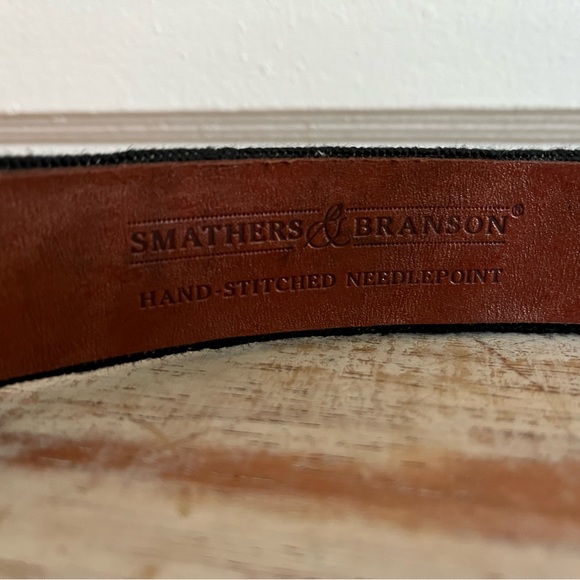 SMATHERS & BRANSON®
HAND-STITCHED NEEDLEPOINT